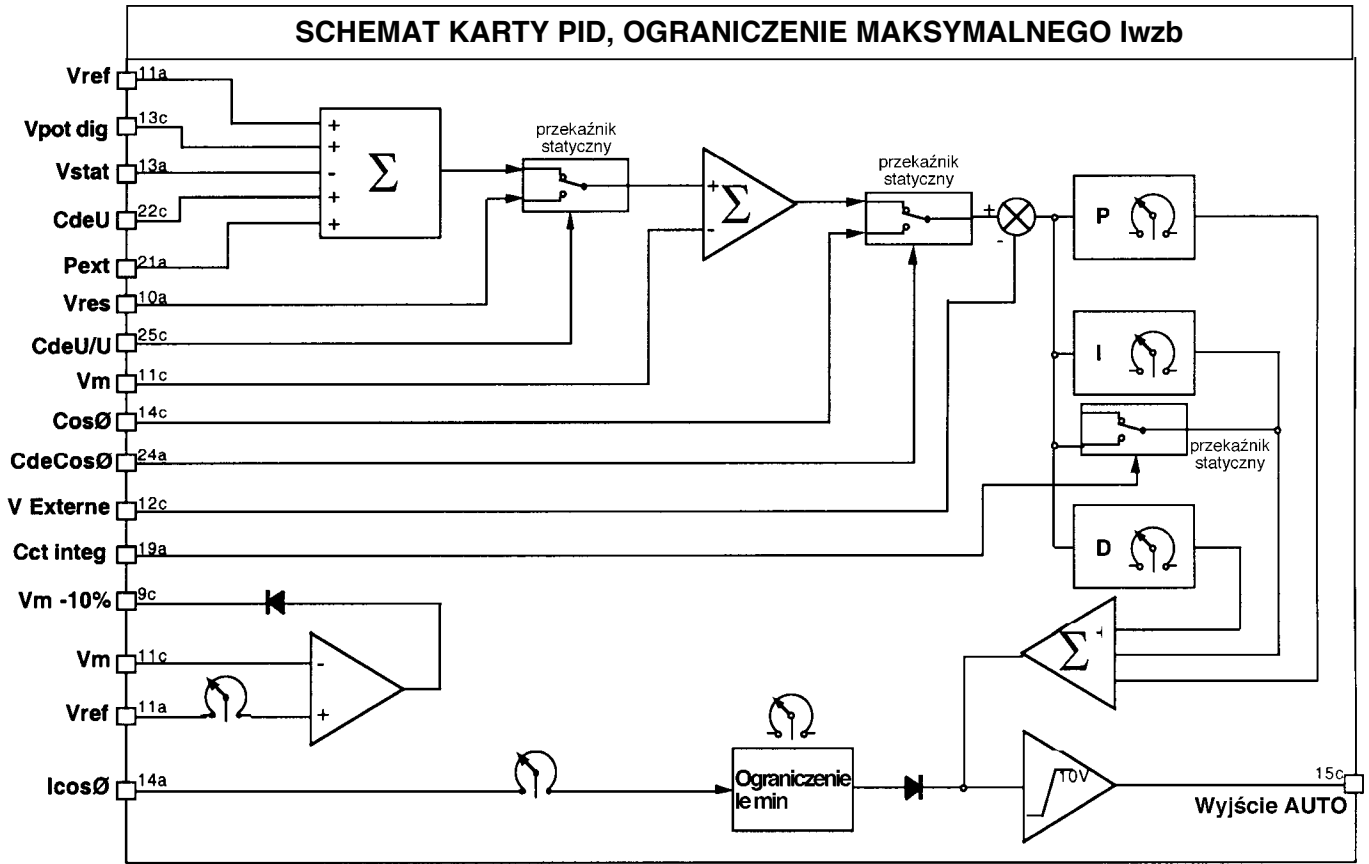 SCHEMAT KARTY PID, OGRANICZENIE MAKSYMALNEGO Iwzb
Vref 11a
Vpot dig 13c
Vstat 13a
CdeU 22c
Pext 21a
Vres 10a
CdeU/U 25c
Vm 11c
CosØ 14c
CdeCosØ 24a
V Externe 12c
Cct integ 19a
Vm -10% 9c
Vm 11c
Vref 11a
IcosØ 14a
+
+
-
+
+
Σ
przekaźnik
statyczny
+
-
Σ
przekaźnik
statyczny
+
-
P
I
przekaźnik
statyczny
D
Σ
-
+
Ograniczenie
Ie min
10V
15c
Wyjście AUTO